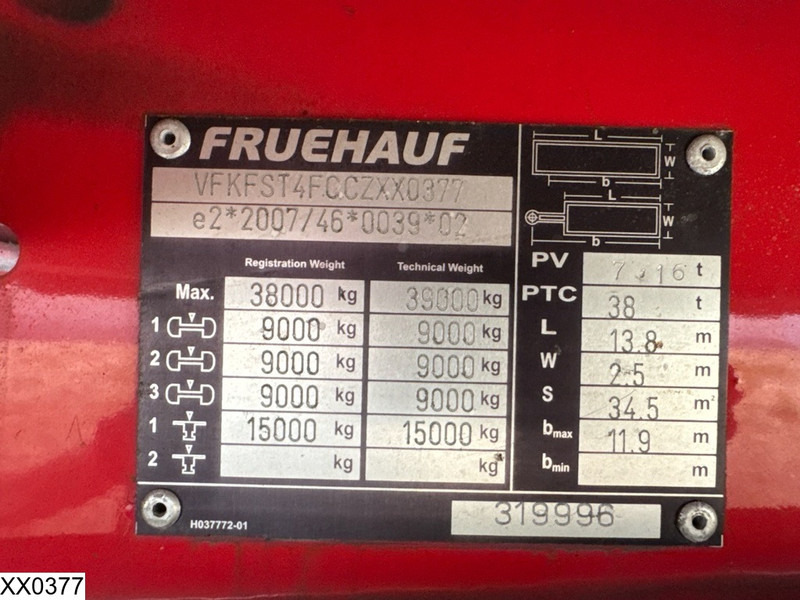 FRUEHAUF
VFKFST4FCCZXX0377
e2*2007/46*0039*02
Registration Weight Technical Weight
Max. 38000 kg 39000 kg
1 9000 kg 9000 kg
2 9000 kg 9000 kg
3 9000 kg 9000 kg
1 15000 kg 15000 kg
2 kg kg
H037772-01
L
W
b
L
W
b
PV t
PTC 38 t
L 13.8 m
W 2.5 m
S 34.5 m²
bmax 11.9 m
bmin m
319996
XX0377